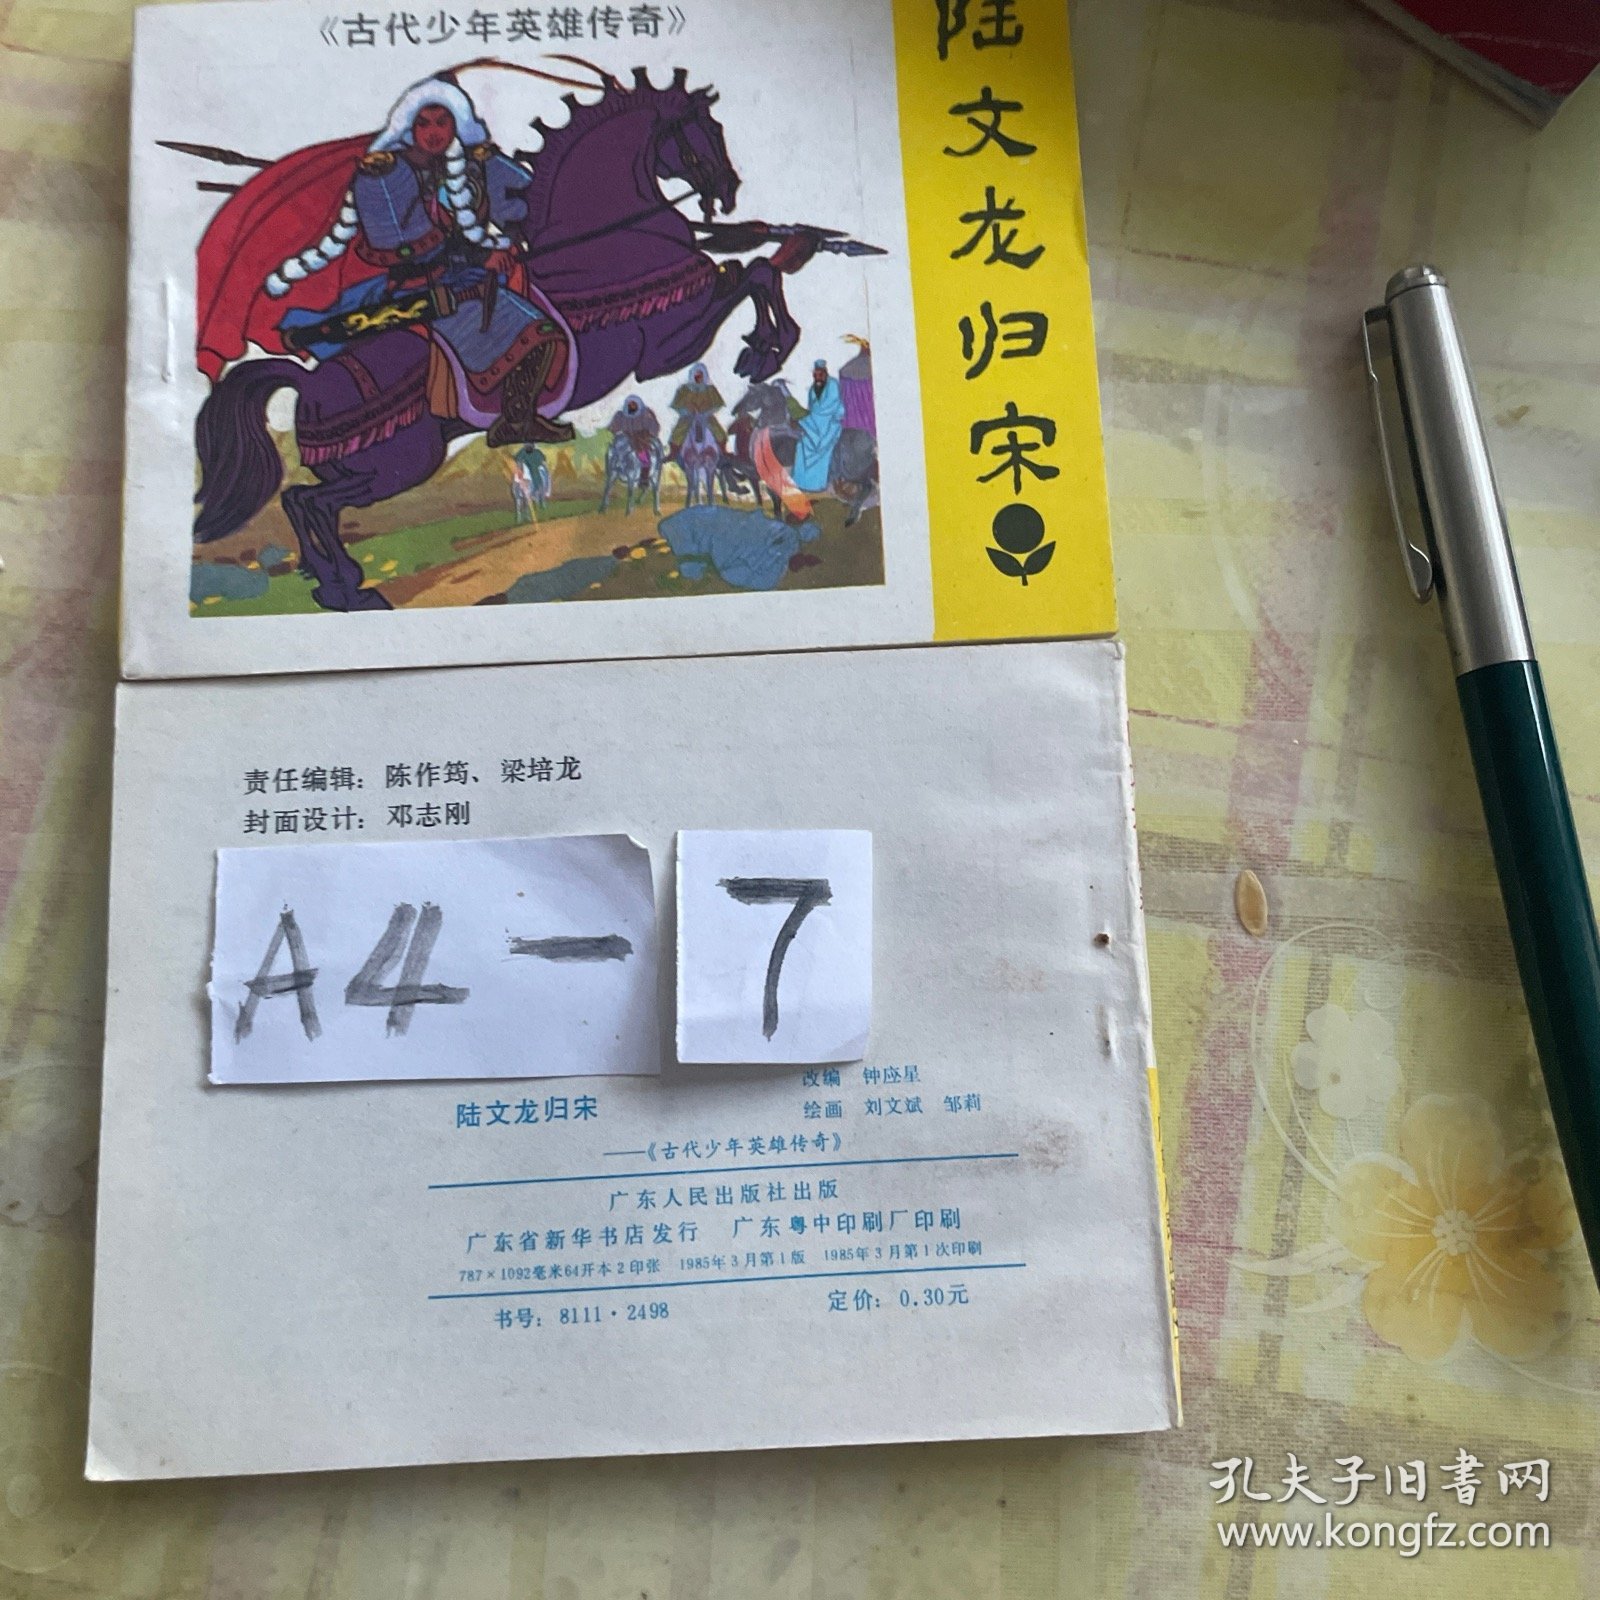 《古代少年英雄传奇》
陆文龙归宋
责任编辑：陈作筠、梁培龙
封面设计：邓志刚
A4-7
改编 钟应星
陆文龙归宋
绘画 刘文斌 邹莉
——《古代少年英雄传奇》
广东人民出版社出版
广东省新华书店发行 广东粤中印刷厂印刷
787×1092毫米64开本2印张 1985年3月第1版 1985年3月第1次印刷
书号：8111·2498 定价：0.30元
孔夫子旧书网
www.kongfz.com